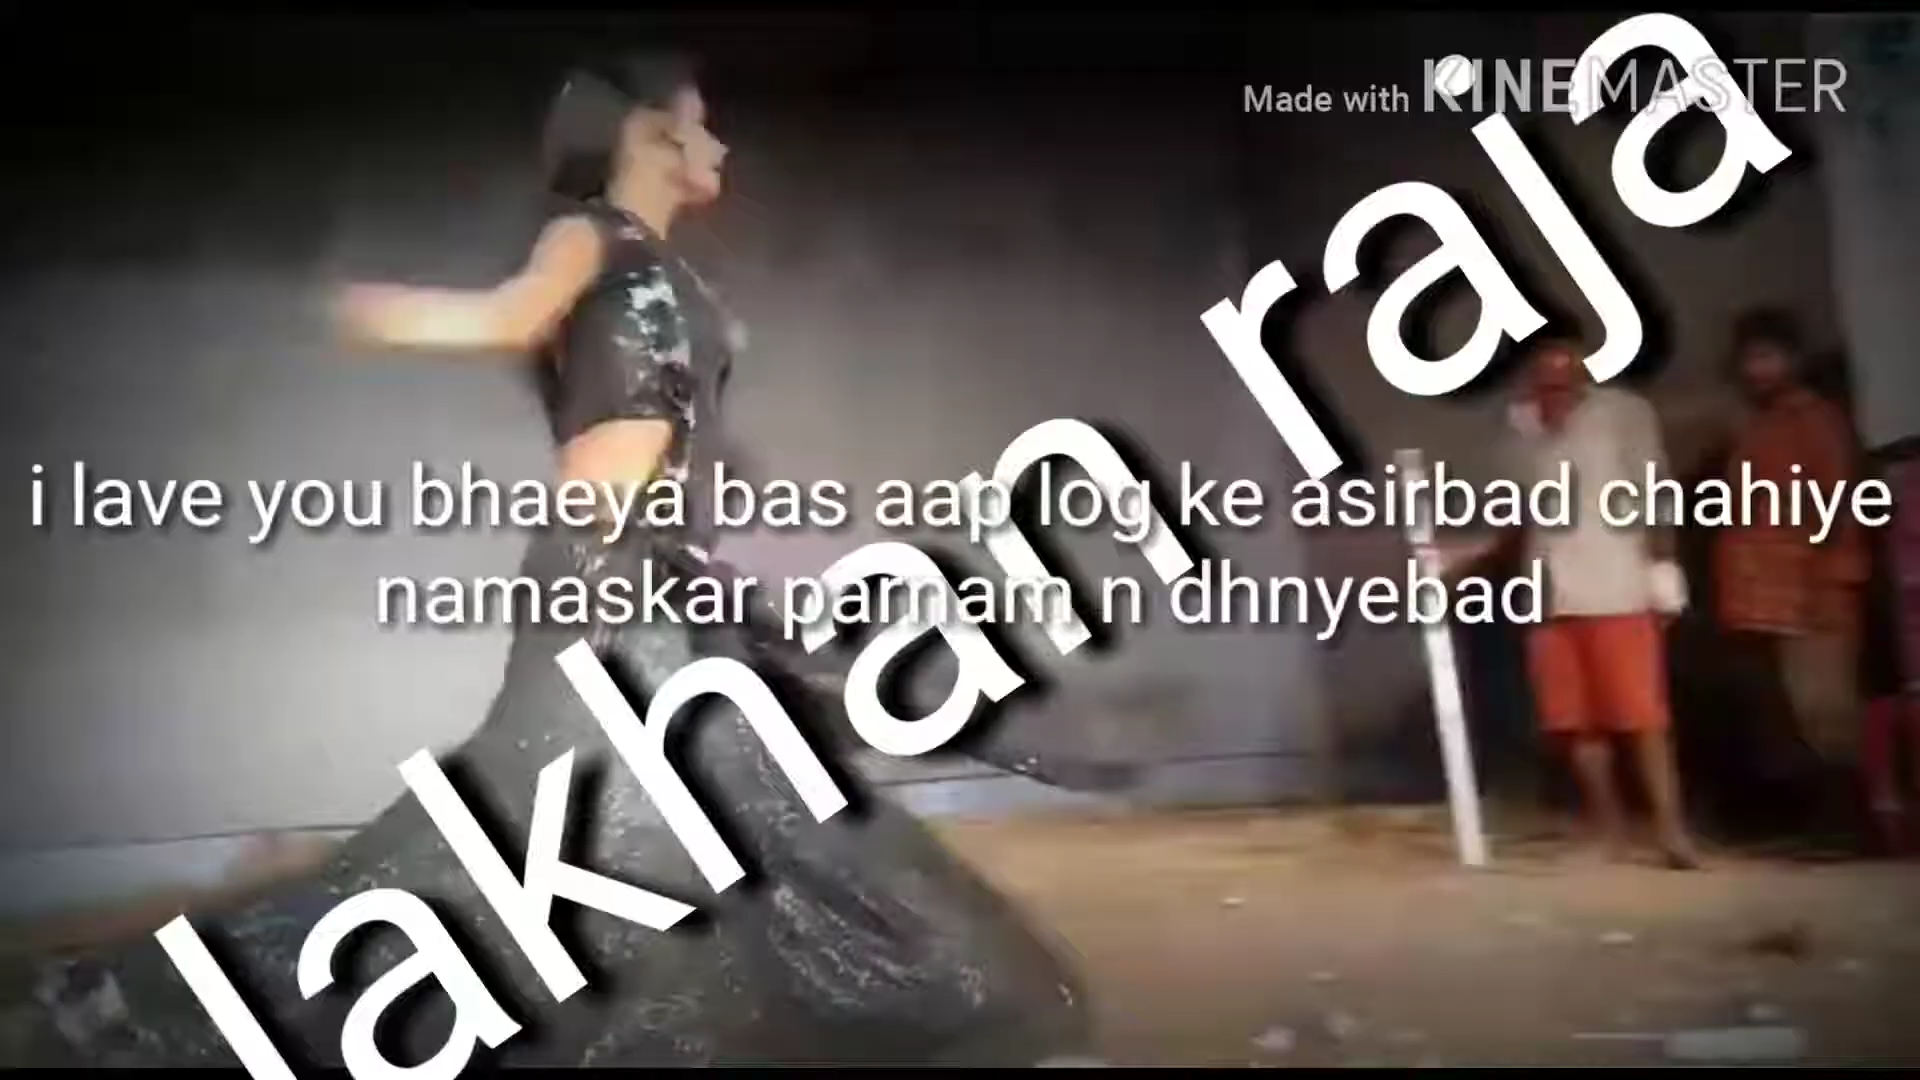 Made with KINEMASTER
lakhan raja
i lave you bhaeya bas aap log ke asirbad chahiye
namaskar parnam n dhnyebad